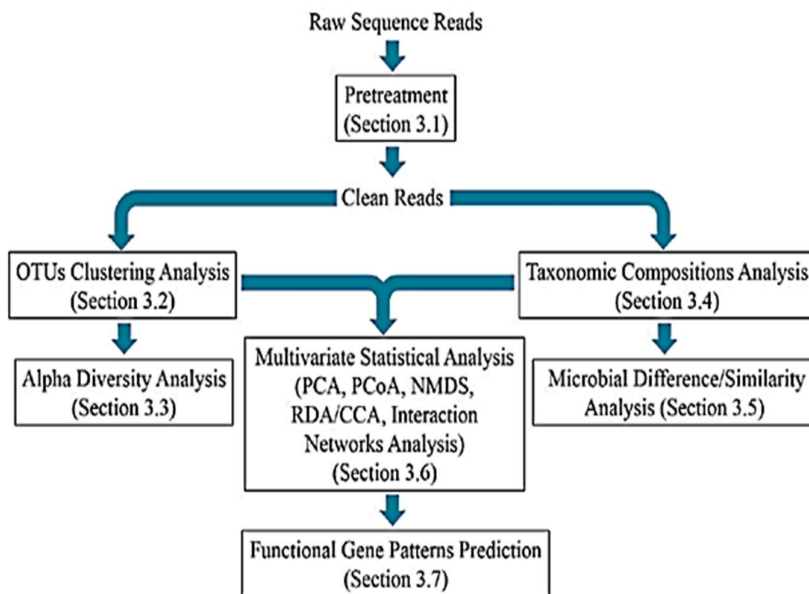 Raw Sequence Reads
Pretreatment
(Section 3.1)
Clean Reads
OTUs Clustering Analysis
(Section 3.2)
Taxonomic Compositions Analysis
(Section 3.4)
Alpha Diversity Analysis
(Section 3.3)
Multivariate Statistical Analysis
(PCA, PCoA, NMDS,
RDA/CCA, Interaction
Networks Analysis)
(Section 3.6)
Microbial Difference/Similarity
Analysis (Section 3.5)
Functional Gene Patterns Prediction
(Section 3.7)